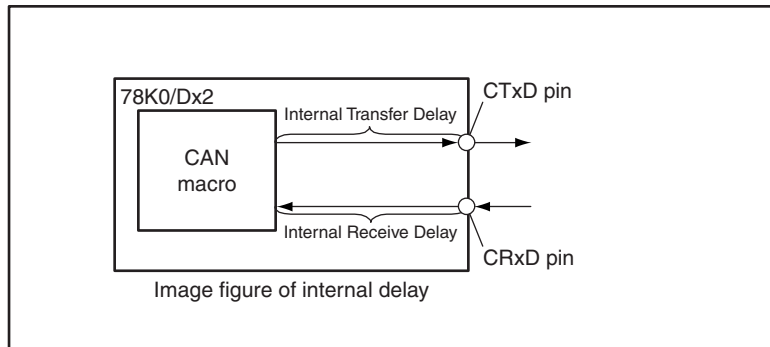 78K0/Dx2
CTxD pin
Internal Transfer Delay
CAN
macro
Internal Receive Delay
CRxD pin
Image figure of internal delay